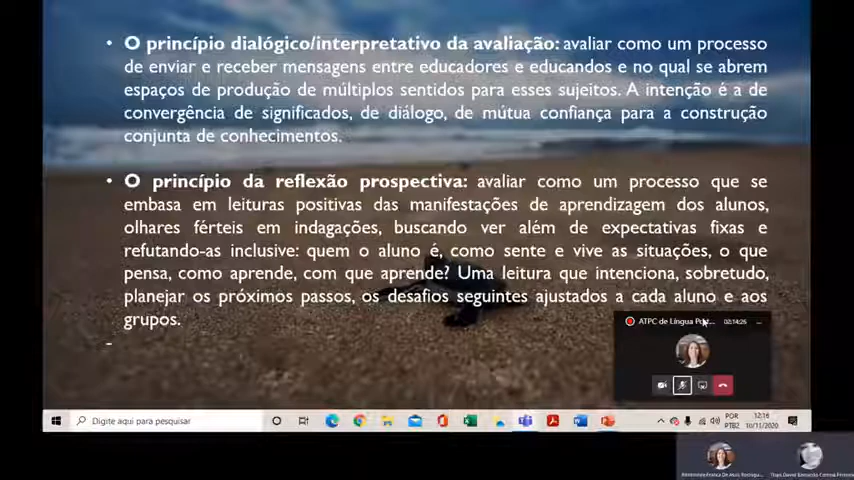 • O princípio dialógico/interpretativo da avaliação: avaliar como um processo
de enviar e receber mensagens entre educadores e educandos e no qual se abrem
espaços de produção de múltiplos sentidos para esses sujeitos. A intenção é a de
convergência de significados, de diálogo, de mútua confiança para a construção
conjunta de conhecimentos.
• O princípio da reflexão prospectiva: avaliar como um processo que se
embasa em leituras positivas das manifestações de aprendizagem dos alunos,
olhares férteis em indagações, buscando ver além de expectativas fixas e
refutando-as inclusive: quem o aluno é, como sente e vive as situações, o que
pensa, como aprende, com que aprende? Uma leitura que intenciona, sobretudo,
planejar os próximos passos, os desafios seguintes ajustados a cada aluno e aos
grupos.
-
ATPC de Língua Port... 02:14:26 ...
Digite aqui para pesquisar
POR 12:16
PTB2 10/11/2020